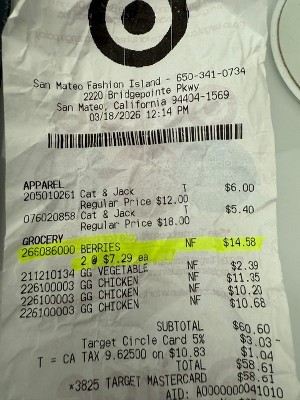 San Mateo Fashion Island - 650-341-0734
2220 Bridgepointe Pkwy
San Mateo, California 94404-1569
03/18/2026 12:14 PM
APPAREL
205010261 Cat & Jack T $6.00
Regular Price $12.00
076020858 Cat & Jack T $5.40
Regular Price $18.00
GROCERY
266086000 BERRIES NF $14.58
2 @ $7.29 ea
211210134 GG VEGETABLE NF $2.39
226100003 GG CHICKEN NF $11.35
226100003 GG CHICKEN NF $10.20
226100003 GG CHICKEN NF $10.68
SUBTOTAL $60.60
Target Circle Card 5% $3.03-
T = CA TAX 9.62500 on $10.83 $1.04
TOTAL $58.61
*3825 TARGET MASTERCARD $58.61
AID: A0000000041010